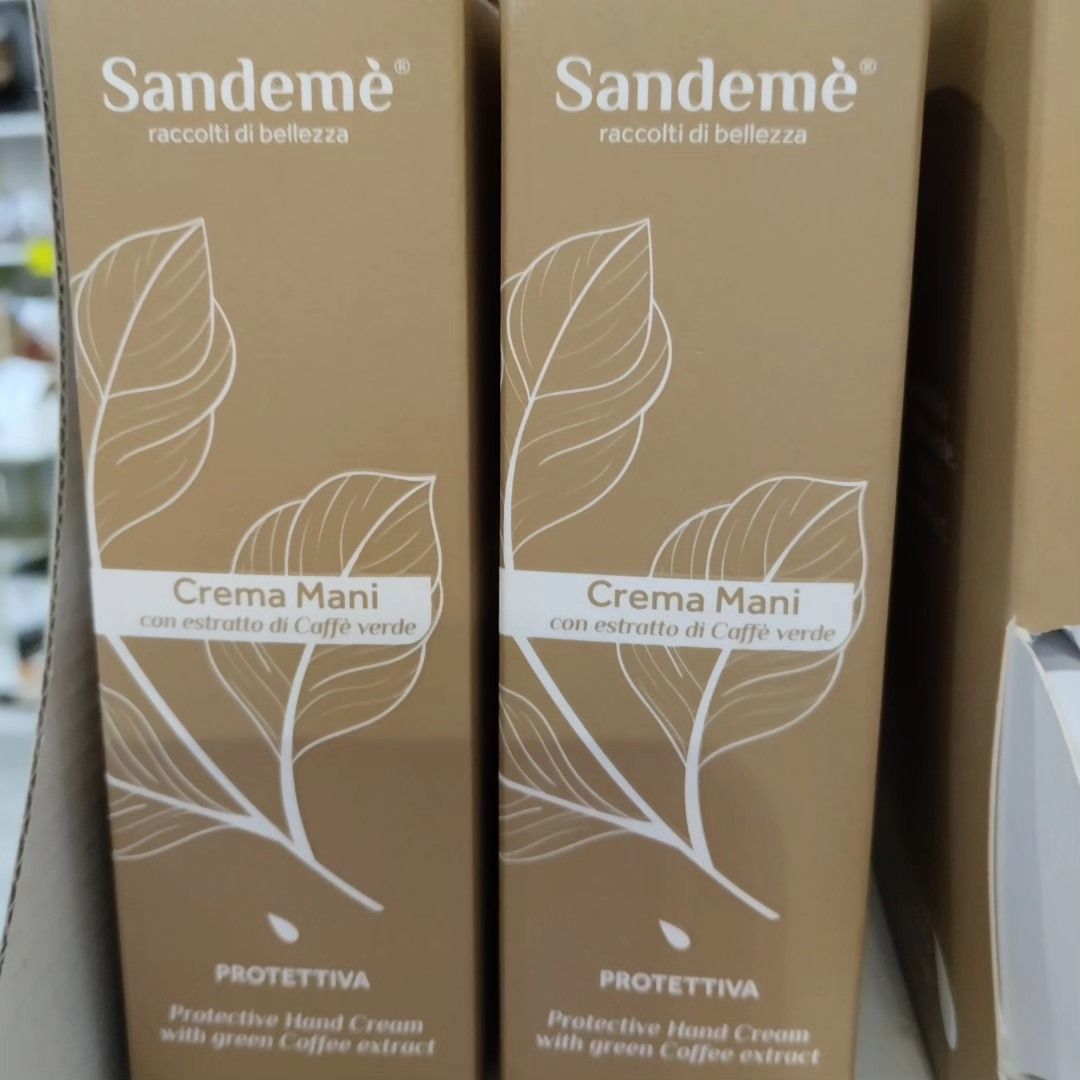 Sandemè®
raccolti di bellezza
Crema Mani
con estratto di Caffè verde
PROTETTIVA
Protective Hand Cream
with green Coffee extract
Sandemè®
raccolti di bellezza
Crema Mani
con estratto di Caffè verde
PROTETTIVA
Protective Hand Cream
with green Coffee extract